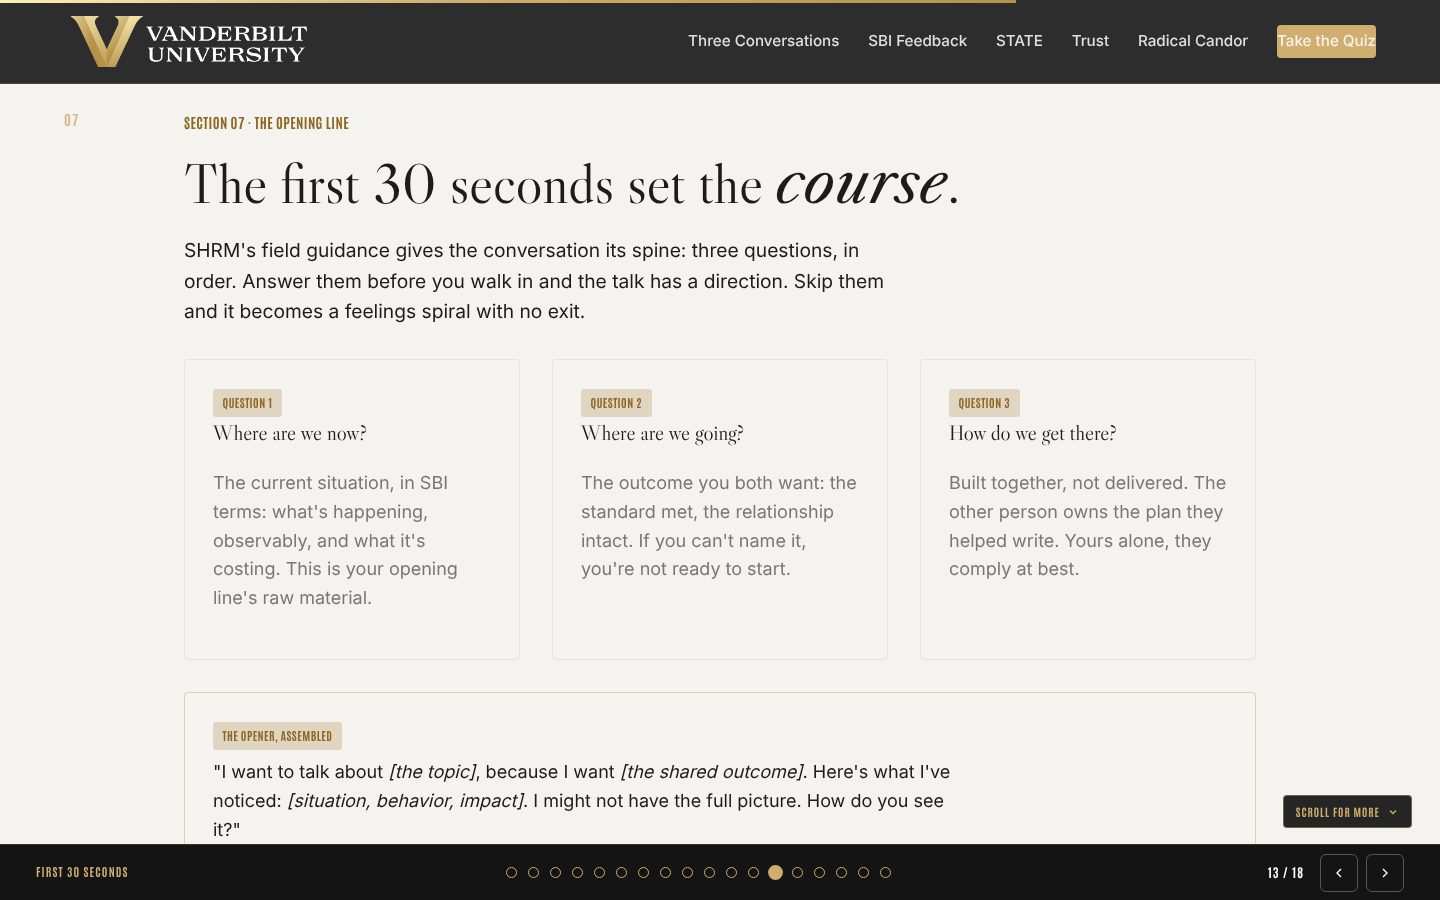 VANDERBILT
UNIVERSITY
Three Conversations
SBI Feedback
STATE
Trust
Radical Candor
Take the Quiz
07
SECTION 07 · THE OPENING LINE
The first 30 seconds set the course.
SHRM's field guidance gives the conversation its spine: three questions, in
order. Answer them before you walk in and the talk has a direction. Skip them
and it becomes a feelings spiral with no exit.
QUESTION 1
Where are we now?
The current situation, in SBI
terms: what's happening,
observably, and what it's
costing. This is your opening
line's raw material.
QUESTION 2
Where are we going?
The outcome you both want: the
standard met, the relationship
intact. If you can't name it,
you're not ready to start.
QUESTION 3
How do we get there?
Built together, not delivered. The
other person owns the plan they
helped write. Yours alone, they
comply at best.
THE OPENER, ASSEMBLED
"I want to talk about [the topic], because I want [the shared outcome]. Here's what I've
noticed: [situation, behavior, impact]. I might not have the full picture. How do you see
it?"
SCROLL FOR MORE
FIRST 30 SECONDS
13 / 18